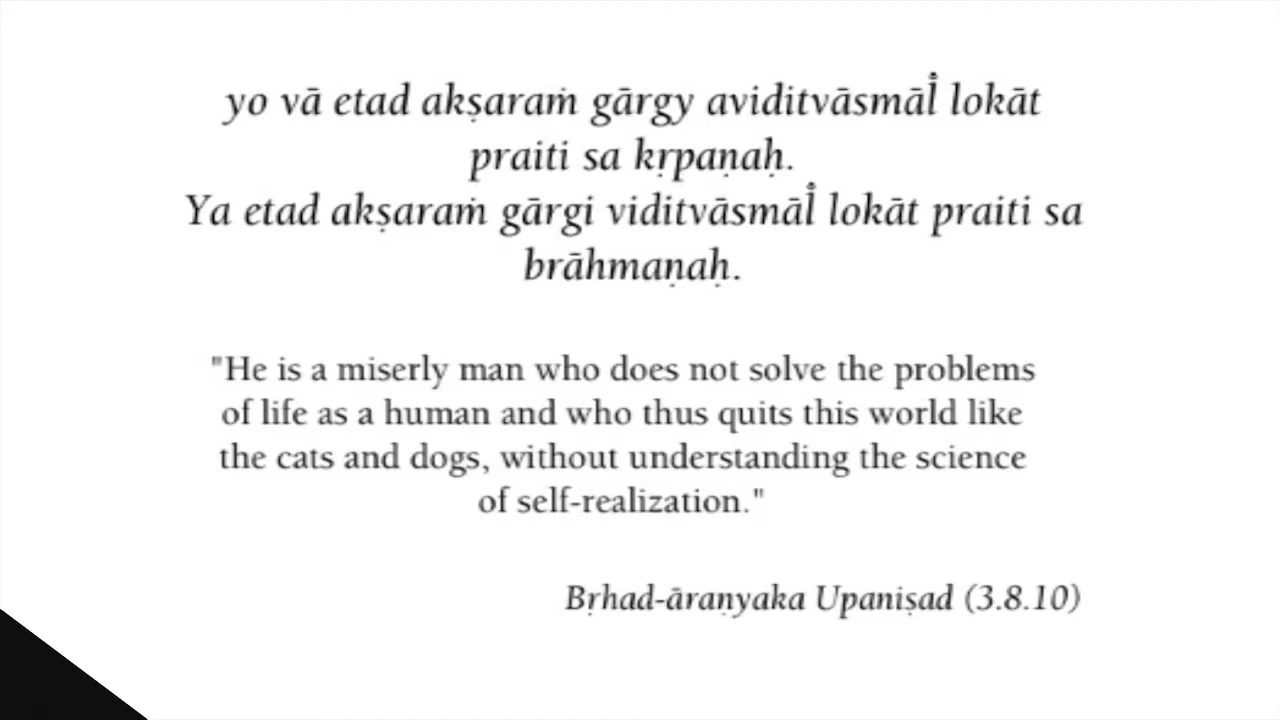 yo vā etad akṣaraṁ gārgy aviditvāsmāl̐ lokāt
praiti sa kṛpaṇaḥ.
Ya etad akṣaraṁ gārgi viditvāsmāl̐ lokāt praiti sa
brāhmaṇaḥ.
"He is a miserly man who does not solve the problems
of life as a human and who thus quits this world like
the cats and dogs, without understanding the science
of self-realization."
Bṛhad-āraṇyaka Upaniṣad (3.8.10)